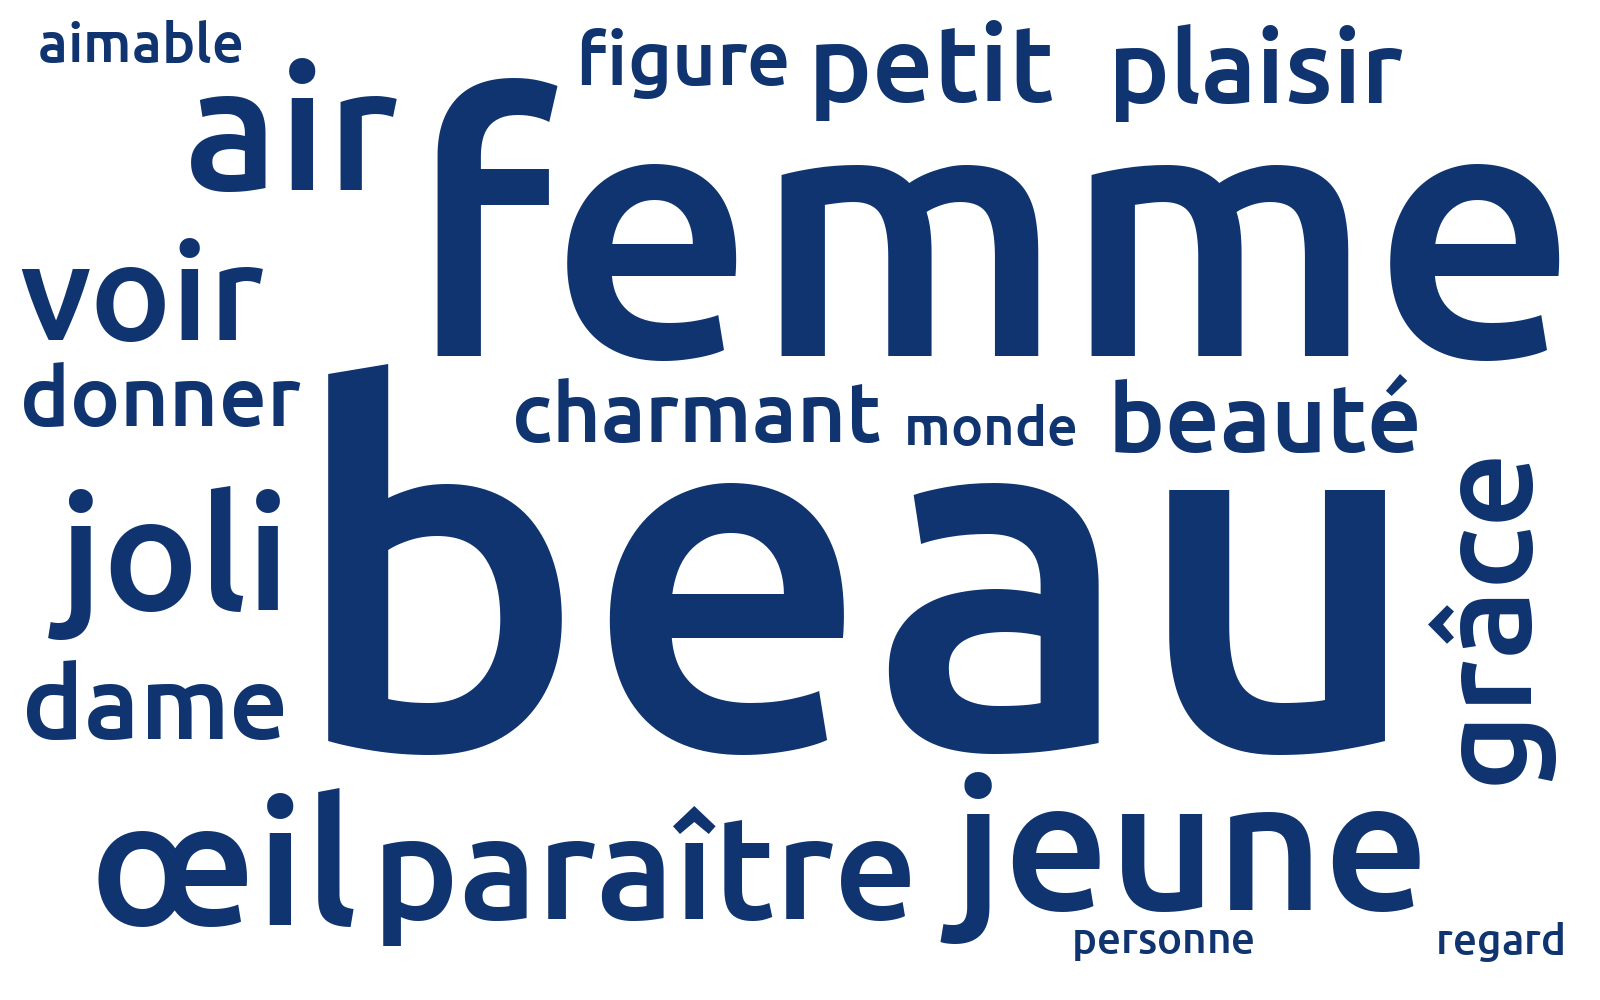 aimable
figure
petit
plaisir
air
femme
voir
donner
charmant
monde
beauté
beau
joli
grâce
dame
œil
paraître
jeune
personne
regard